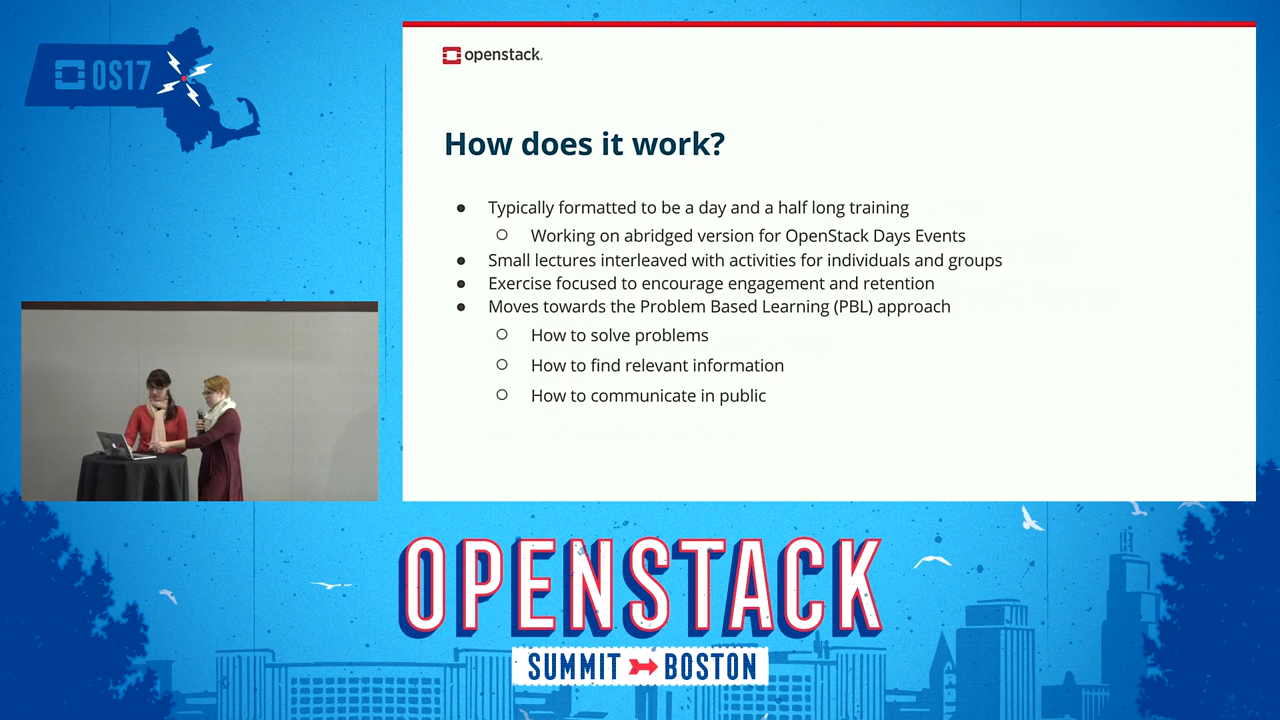 OS17
openstack.
How does it work?
● Typically formatted to be a day and a half long training
○ Working on abridged version for OpenStack Days Events
● Small lectures interleaved with activities for individuals and groups
● Exercise focused to encourage engagement and retention
● Moves towards the Problem Based Learning (PBL) approach
○ How to solve problems
○ How to find relevant information
○ How to communicate in public
OPENSTACK
SUMMIT BOSTON